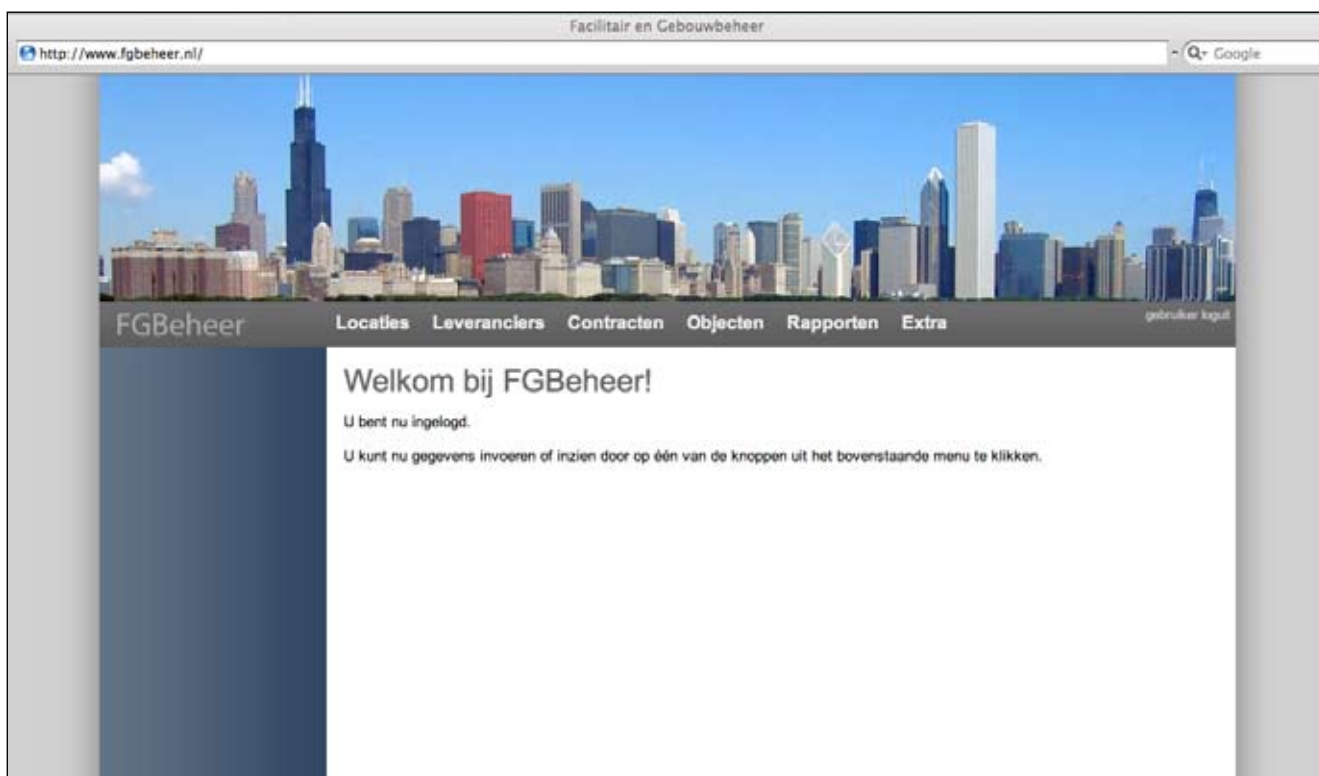 Facilitair en Gebouwbeheer
http://www.fgbeheer.nl/
Google
FGBeheer
Locaties Leveranciers Contracten Objecten Rapporten Extra
gebruiker loguit
Welkom bij FGBeheer!
U bent nu ingelogd.
U kunt nu gegevens invoeren of inzien door op één van de knoppen uit het bovenstaande menu te klikken.